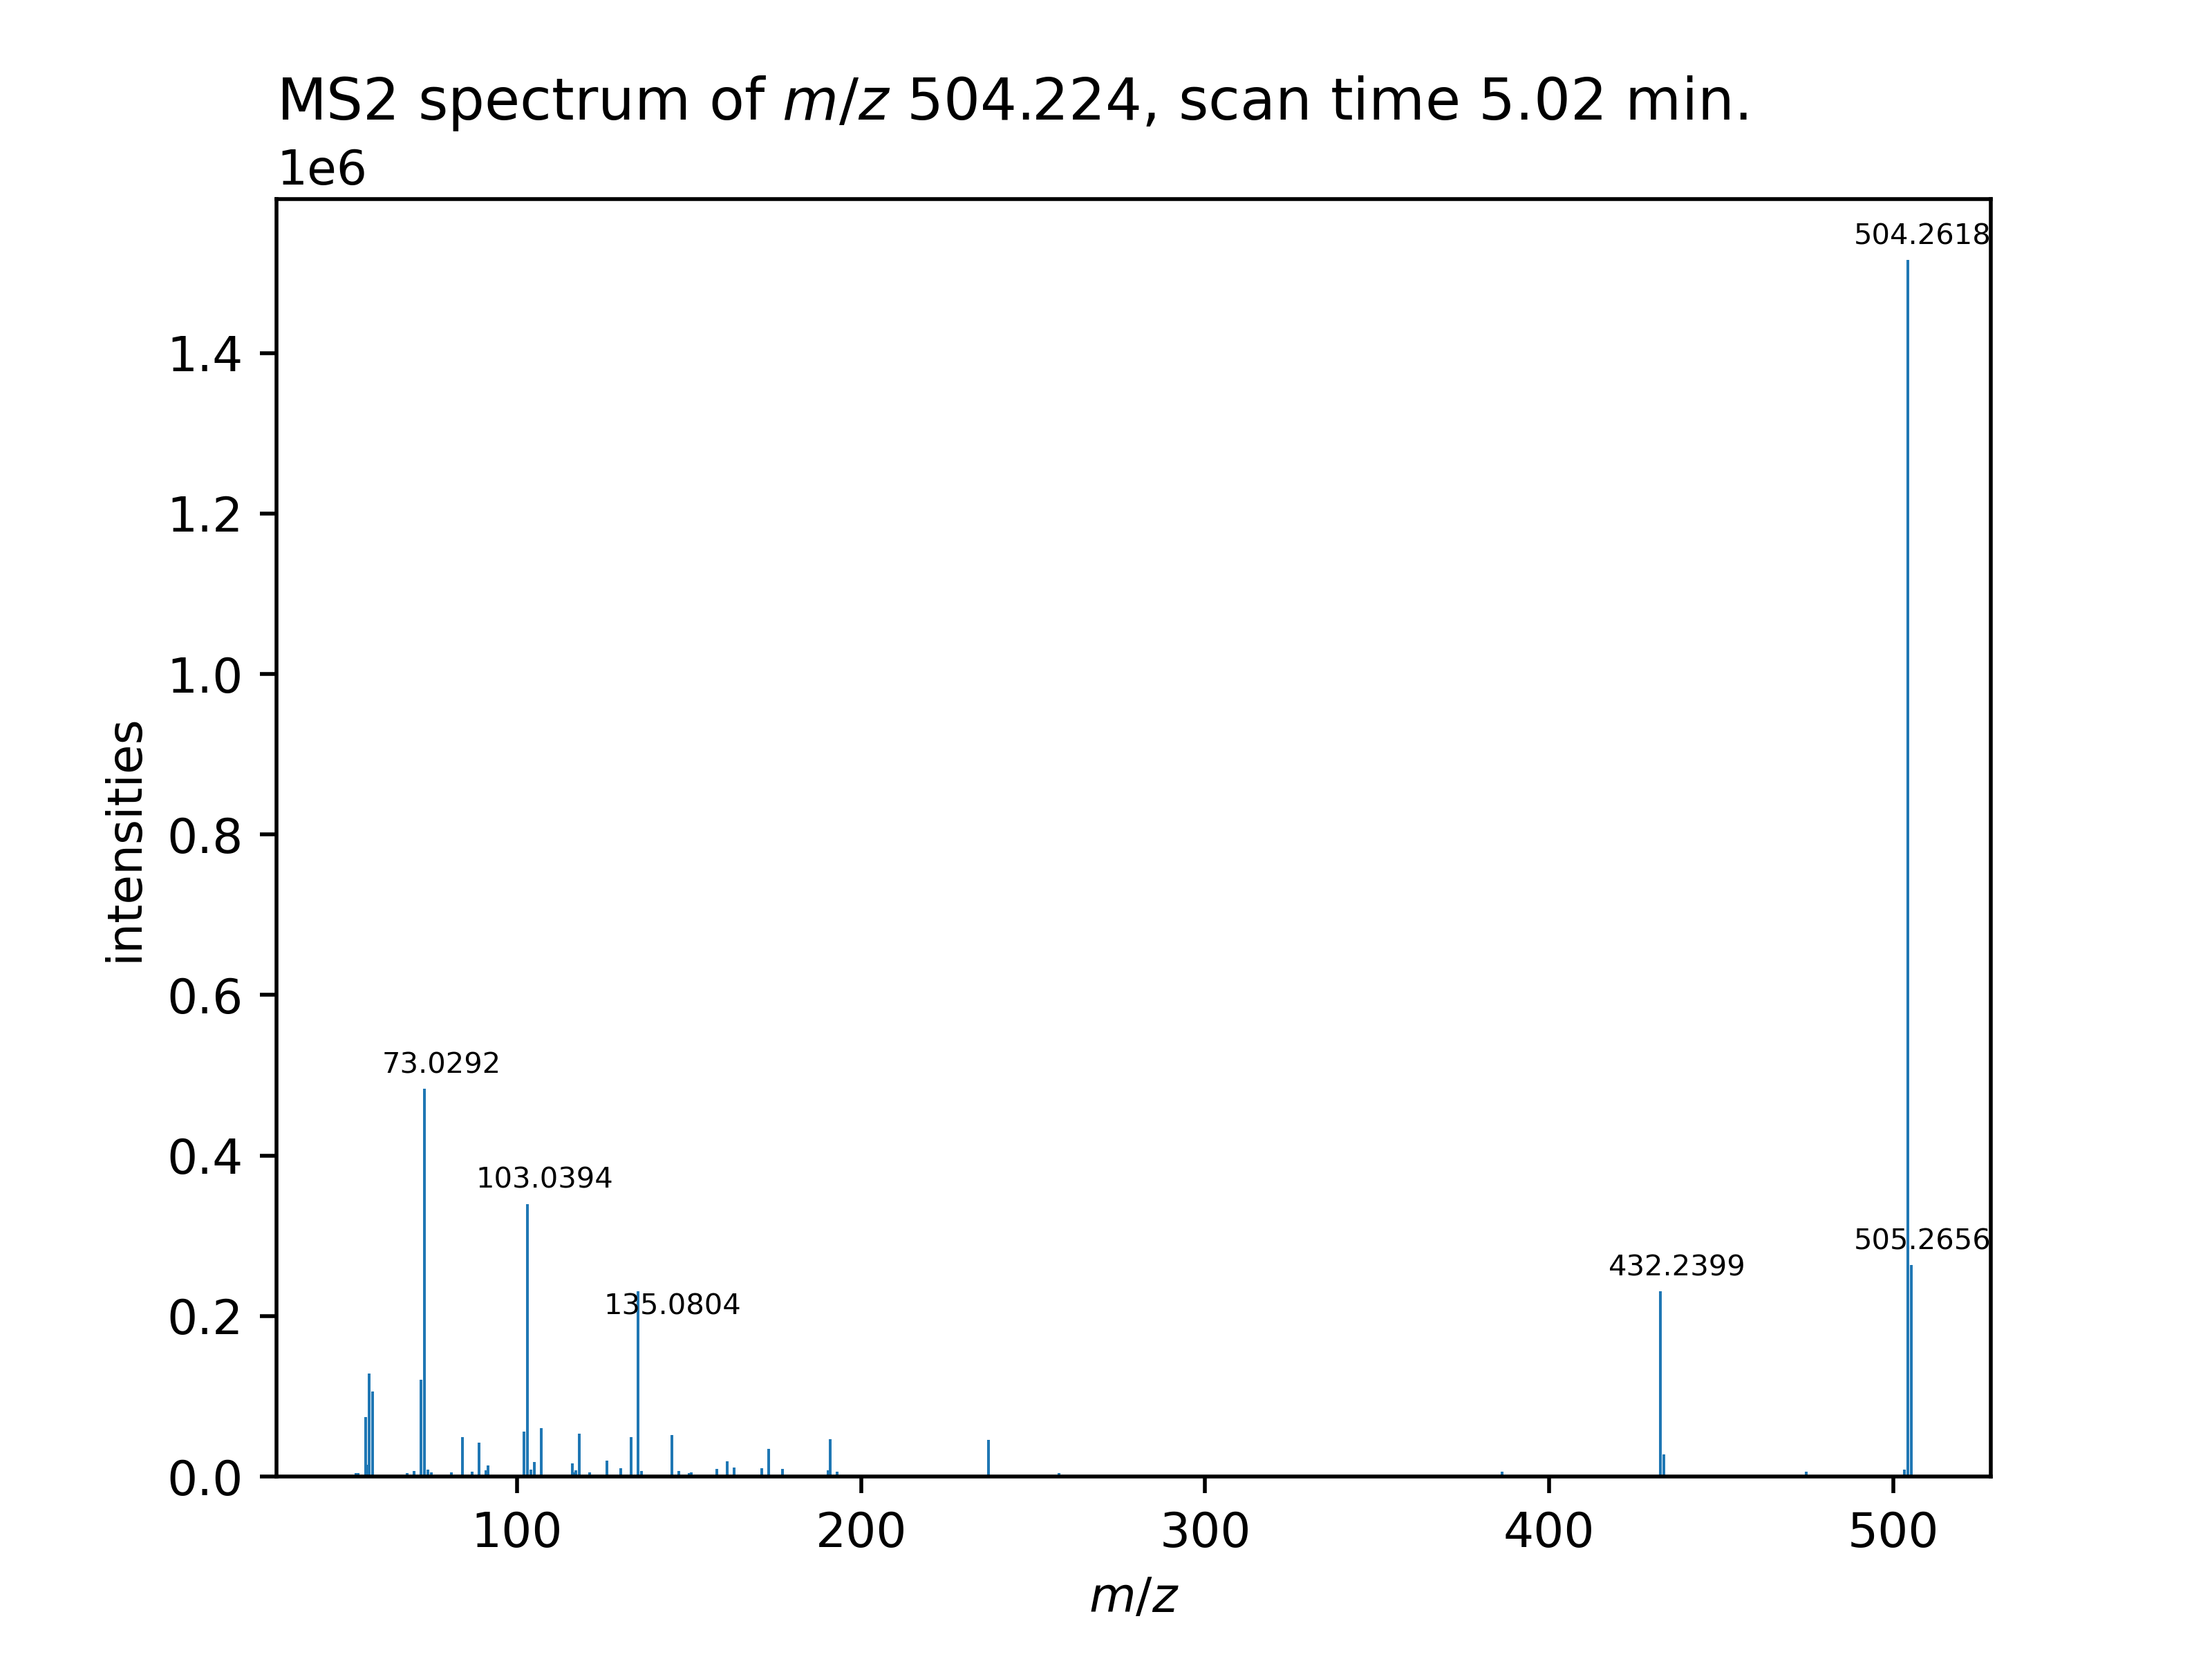 MS2 spectrum of m/z 504.224, scan time 5.02 min.
1e6
504.2618
1.4
1.2
1.0
0.8
intensities
0.6
73.0292
0.4
103.0394
505.2656
432.2399
135.0804
0.2
0.0
100 200 300 400 500
m/z